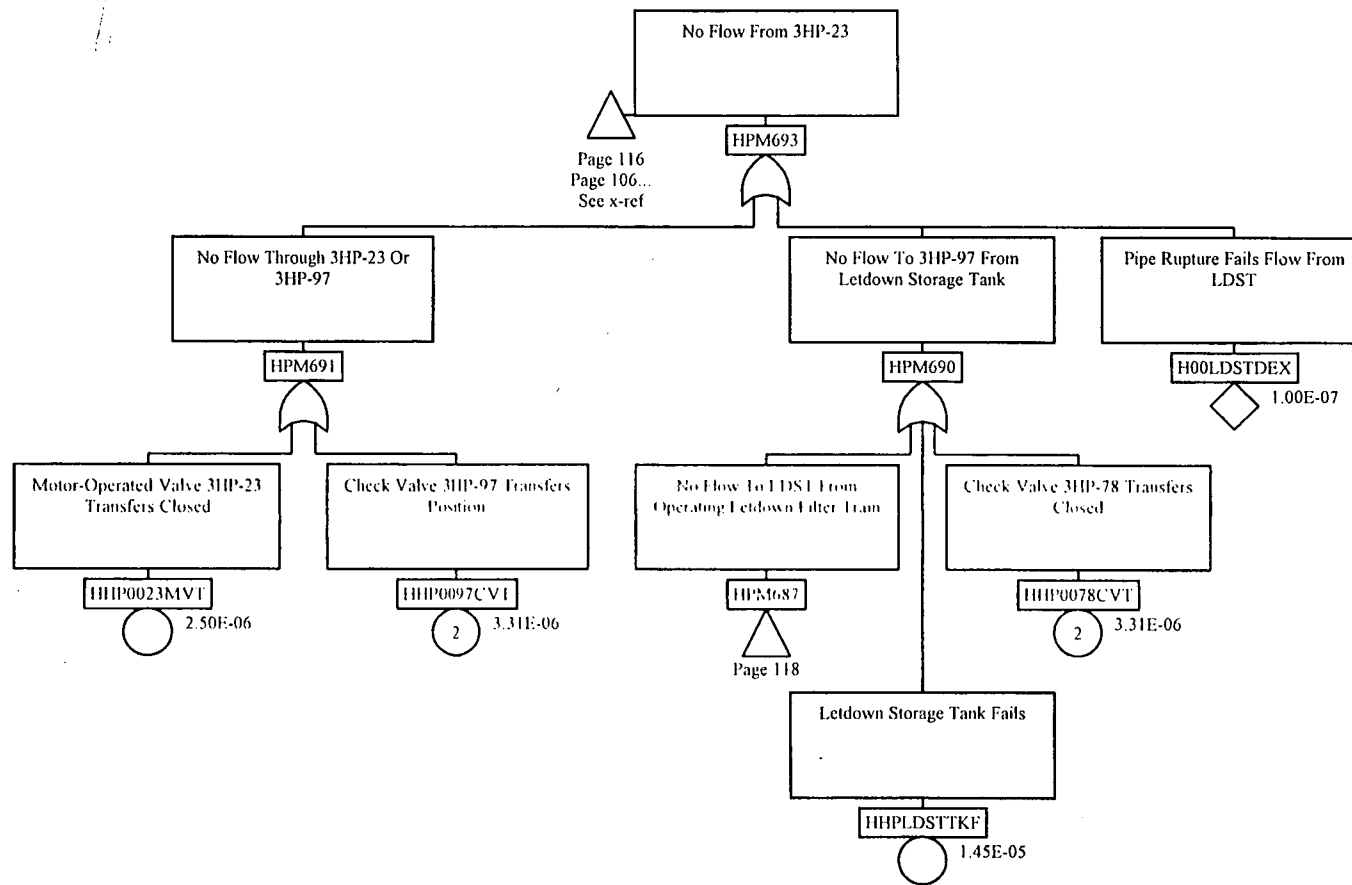 No Flow From 3HP-23
HPM693
Page 116
Page 106...
See x-ref
No Flow Through 3HP-23 Or
3HP-97
HPM691
No Flow To 3HP-97 From
Letdown Storage Tank
HPM690
Pipe Rupture Fails Flow From
LDST
H00LDSTDEX
1.00E-07
Motor-Operated Valve 3HP-23
Transfers Closed
HHP0023MVT
2.50E-06
Check Valve 3HP-97 Transfers
Position
HHP0097CVT
2
3.31E-06
No Flow To LDST From
Operating Letdown Filter Train
HPM687
Page 118
Check Valve 3HP-78 Transfers
Closed
HHP0078CVT
2
3.31E-06
Letdown Storage Tank Fails
HHPLDSTTKF
1.45E-05